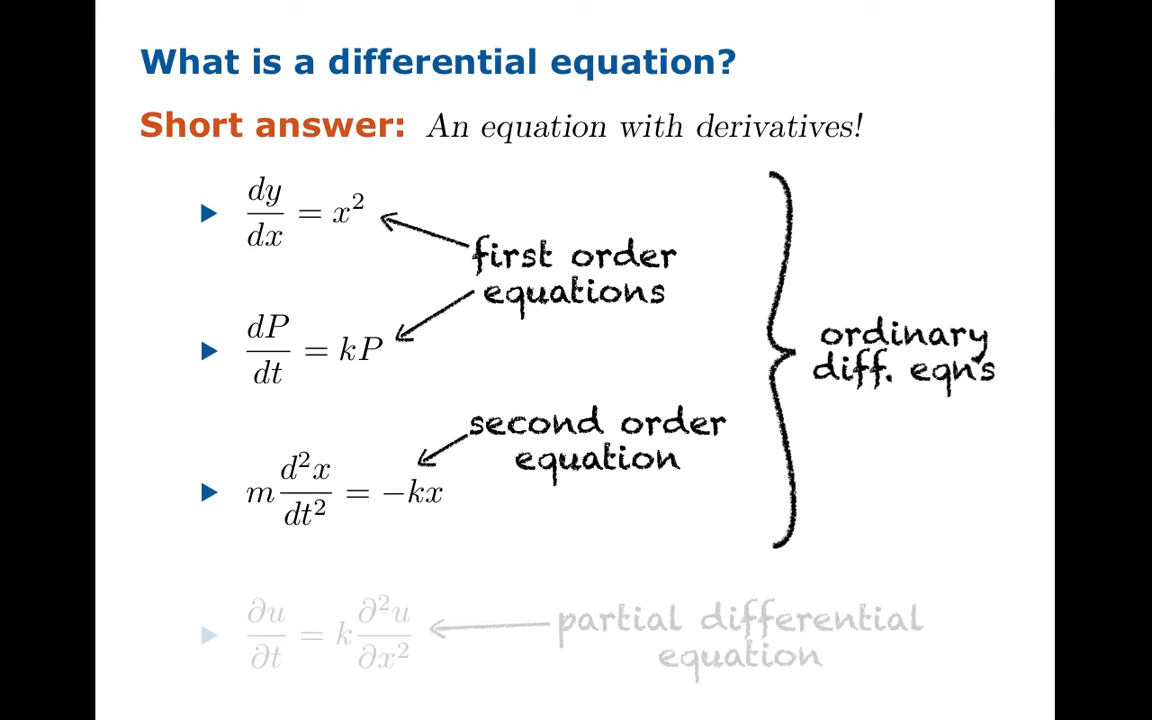 What is a differential equation?
Short answer: An equation with derivatives!
▶ dy/dx = x²
first order
equations
▶ dP/dt = kP
second order
equation
▶ m d²x/dt² = −kx
ordinary
diff. eqn's
▶ ∂u/∂t = k ∂²u/∂x²
partial differential
equation